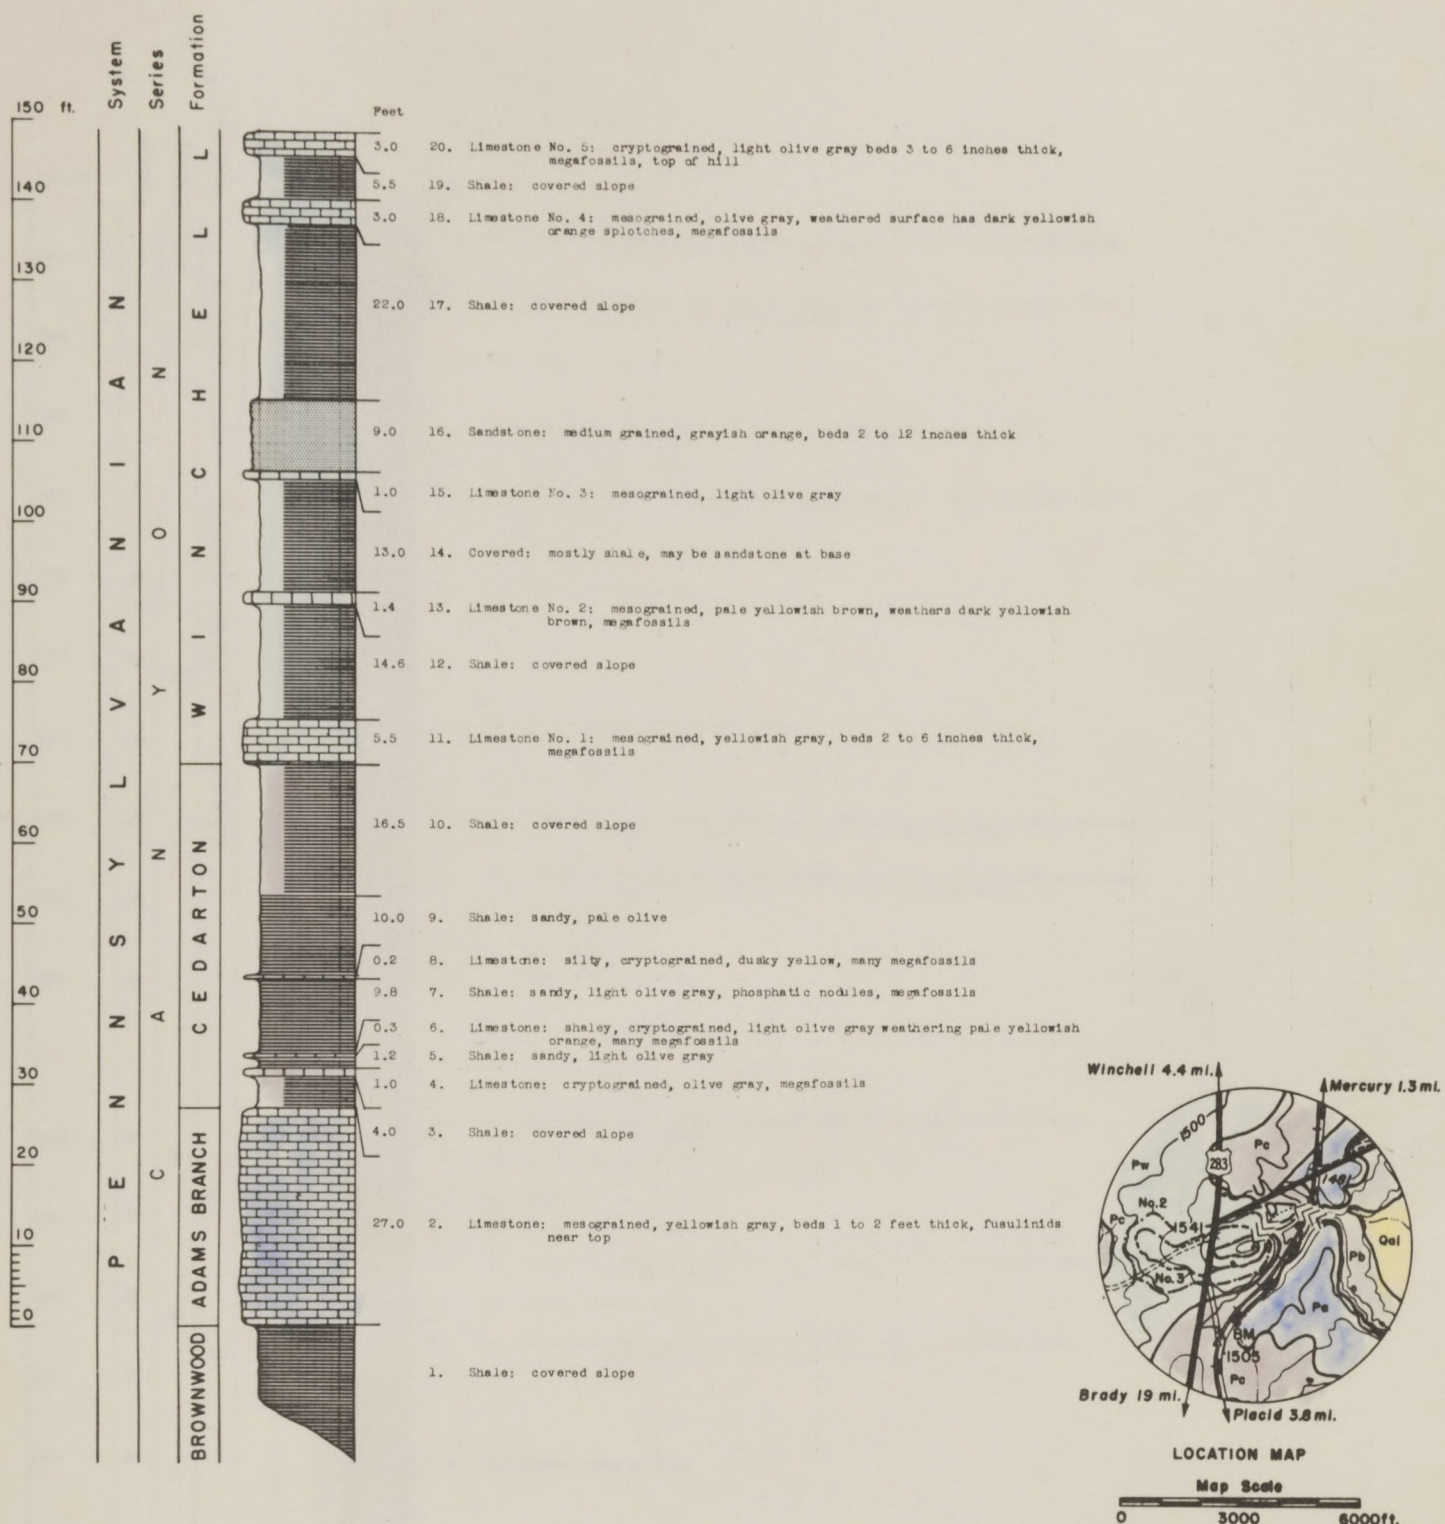 System
Series
Formation
150 ft.
140
130
120
110
100
90
80
70
60
50
40
30
20
10
0
PENNSYLVANIAN
CANYON
WINCHELL
CEDARTON
ADAMS BRANCH
BROWNWOOD
Feet
3.0 20. Limestone No. 5: cryptograined, light olive gray beds 3 to 6 inches thick,
megafossils, top of hill
5.5 19. Shale: covered slope
3.0 18. Limestone No. 4: mesograined, olive gray, weathered surface has dark yellowish
orange splotches, megafossils
22.0 17. Shale: covered slope
9.0 16. Sandstone: medium grained, grayish orange, beds 2 to 12 inches thick
1.0 15. Limestone No. 3: mesograined, light olive gray
13.0 14. Covered: mostly shale, may be sandstone at base
1.4 13. Limestone No. 2: mesograined, pale yellowish brown, weathers dark yellowish
brown, megafossils
14.6 12. Shale: covered slope
5.5 11. Limestone No. 1: mesograined, yellowish gray, beds 2 to 6 inches thick,
megafossils
16.5 10. Shale: covered slope
10.0 9. Shale: sandy, pale olive
0.2 8. Limestone: silty, cryptograined, dusky yellow, many megafossils
9.8 7. Shale: sandy, light olive gray, phosphatic nodules, megafossils
0.3 6. Limestone: shaley, cryptograined, light olive gray weathering pale yellowish
orange, many megafossils
1.2 5. Shale: sandy, light olive gray
1.0 4. Limestone: cryptograined, olive gray, megafossils
4.0 3. Shale: covered slope
27.0 2. Limestone: mesograined, yellowish gray, beds 1 to 2 feet thick, fusulinids
near top
1. Shale: covered slope
Winchell 4.4 mi.
Mercury 1.3 mi.
1500
Pc
Pw
283
No.2
Pc
1541
Qal
Pb
No.3
Pa
BM
1505
Pc
Brady 19 mi.
Placid 3.8 mi.
LOCATION MAP
Map Scale
0 3000 6000ft.